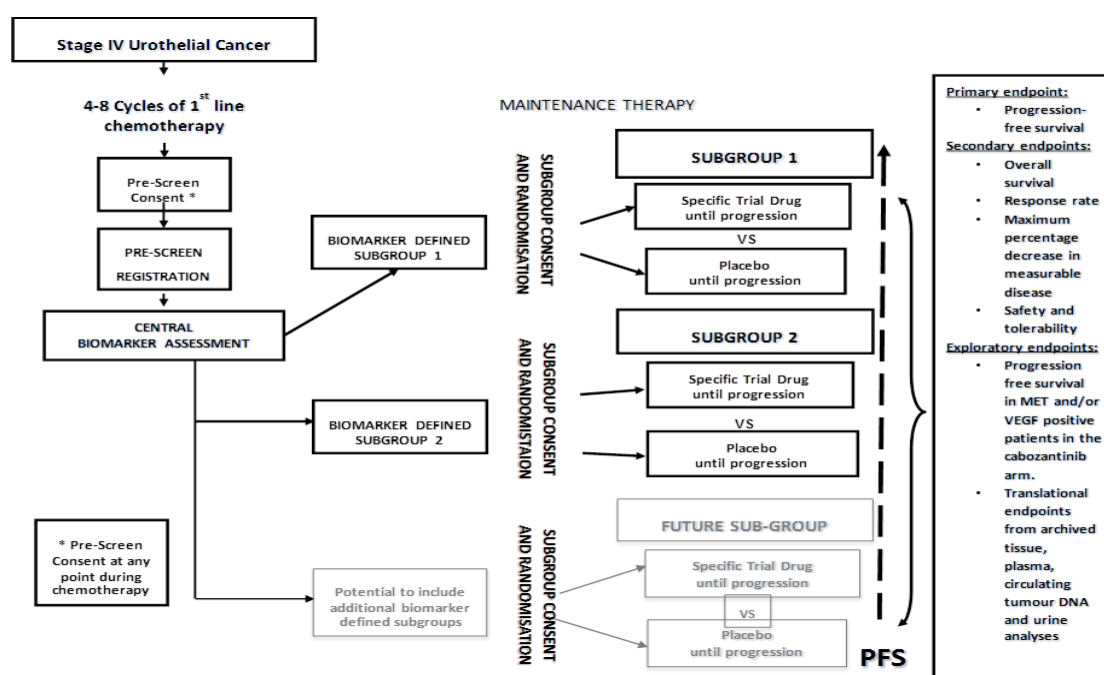 Stage IV Urothelial Cancer
4-8 Cycles of 1st line
chemotherapy
Pre-Screen
Consent *
PRE-SCREEN
REGISTRATION
CENTRAL
BIOMARKER ASSESSMENT
* Pre-Screen
Consent at any
point during
chemotherapy
BIOMARKER DEFINED
SUBGROUP 1
BIOMARKER DEFINED
SUBGROUP 2
Potential to include
additional biomarker
defined subgroups
MAINTENANCE THERAPY
SUBGROUP CONSENT
AND RANDOMISATION
SUBGROUP 1
Specific Trial Drug
until progression
VS
Placebo
until progression
SUBGROUP CONSENT
AND RANDOMISTAION
SUBGROUP 2
Specific Trial Drug
until progression
VS
Placebo
until progression
SUBGROUP CONSENT
AND RANDOMISATION
FUTURE SUB-GROUP
Specific Trial Drug
until progression
VS
Placebo
until progression
PFS
Primary endpoint:
• Progression-
free survival
Secondary endpoints:
• Overall
survival
• Response rate
• Maximum
percentage
decrease in
measurable
disease
• Safety and
tolerability
Exploratory endpoints:
• Progression
free survival
in MET and/or
VEGF positive
patients in the
cabozantinib
arm.
• Translational
endpoints
from archived
tissue,
plasma,
circulating
tumour DNA
and urine
analyses